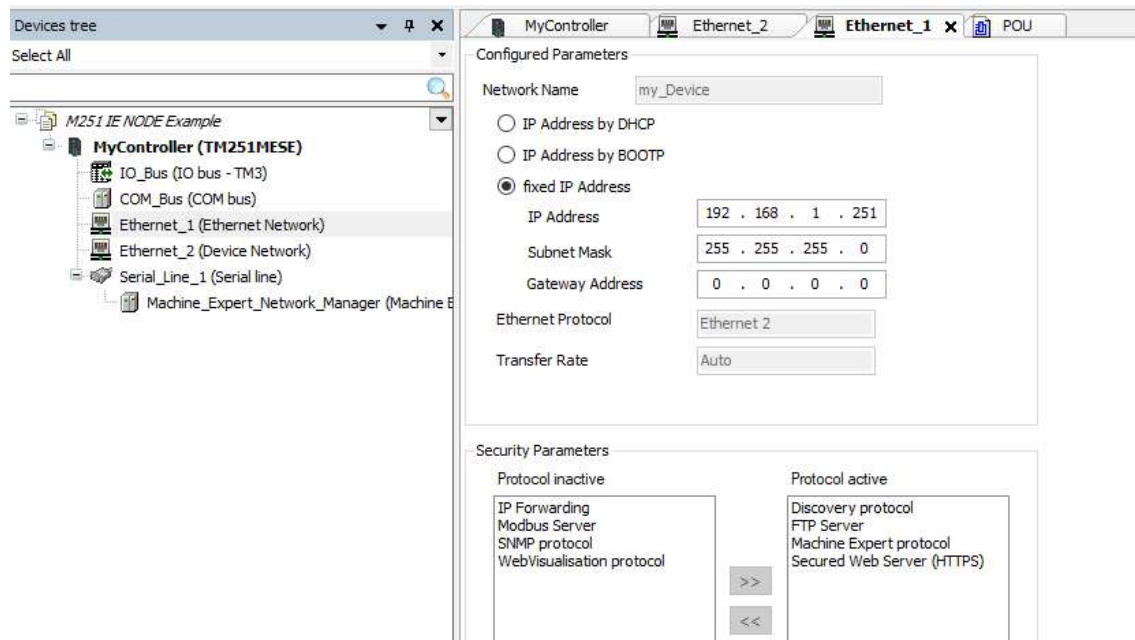 Devices tree
Select All
M251 IE NODE Example
MyController (TM251MESE)
IO_Bus (IO bus - TM3)
COM_Bus (COM bus)
Ethernet_1 (Ethernet Network)
Ethernet_2 (Device Network)
Serial_Line_1 (Serial line)
Machine_Expert_Network_Manager (Machine E
MyController Ethernet_2 Ethernet_1 POU
Configured Parameters
Network Name my_Device
IP Address by DHCP
IP Address by BOOTP
fixed IP Address
IP Address 192 . 168 . 1 . 251
Subnet Mask 255 . 255 . 255 . 0
Gateway Address 0 . 0 . 0 . 0
Ethernet Protocol Ethernet 2
Transfer Rate Auto
Security Parameters
Protocol inactive
IP Forwarding
Modbus Server
SNMP protocol
WebVisualisation protocol
>>
<<
Protocol active
Discovery protocol
FTP Server
Machine Expert protocol
Secured Web Server (HTTPS)